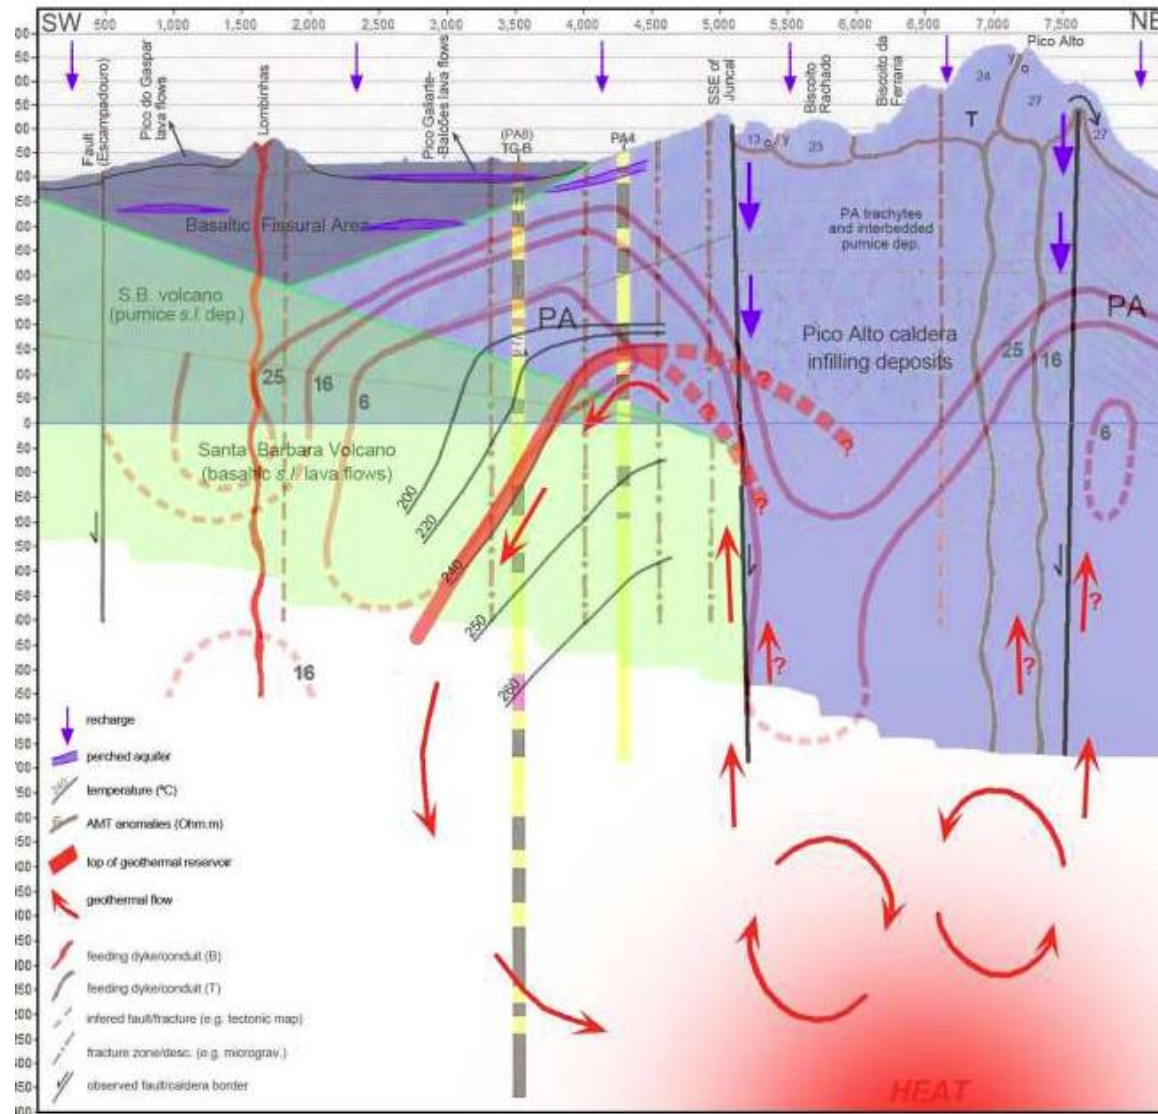 SW
500
1,000
1,500
2,000
2,500
3,000
3,500
4,000
4,500
5,000
5,500
6,000
6,500
7,000
7,500
NE
Fault
(Escampadouro)
Pico do Gaspar
lava flows
Lombinhas
Pico Galiarte
-Balcões lava flows
(PA8)
TG-B
PA4
SSE of
Juncal
Biscoito
Rachado
Biscoito da
Ferraria
Pico Alto
y
24
27
T
27
13
y
23
Basaltic Fissural Area
PA trachytes
and interbedded
pumice dep.
S.B. volcano
(pumice s.l. dep.)
PA
Pico Alto caldera
infilling deposits
PA
25
16
6
25
16
6
Santa Barbara Volcano
(basaltic s.l. lava flows)
200
220
240
250
260
16
?
?
?
?
?
?
recharge
perched aquifer
temperature (ºC)
AMT anomalies (Ohm.m)
top of geothermal reservoir
geothermal flow
feeding dyke/conduit (B)
feeding dyke/conduit (T)
infered fault/fracture (e.g. tectonic map)
fracture zone/desc. (e.g. micrograv.)
observed fault/caldera border
HEAT